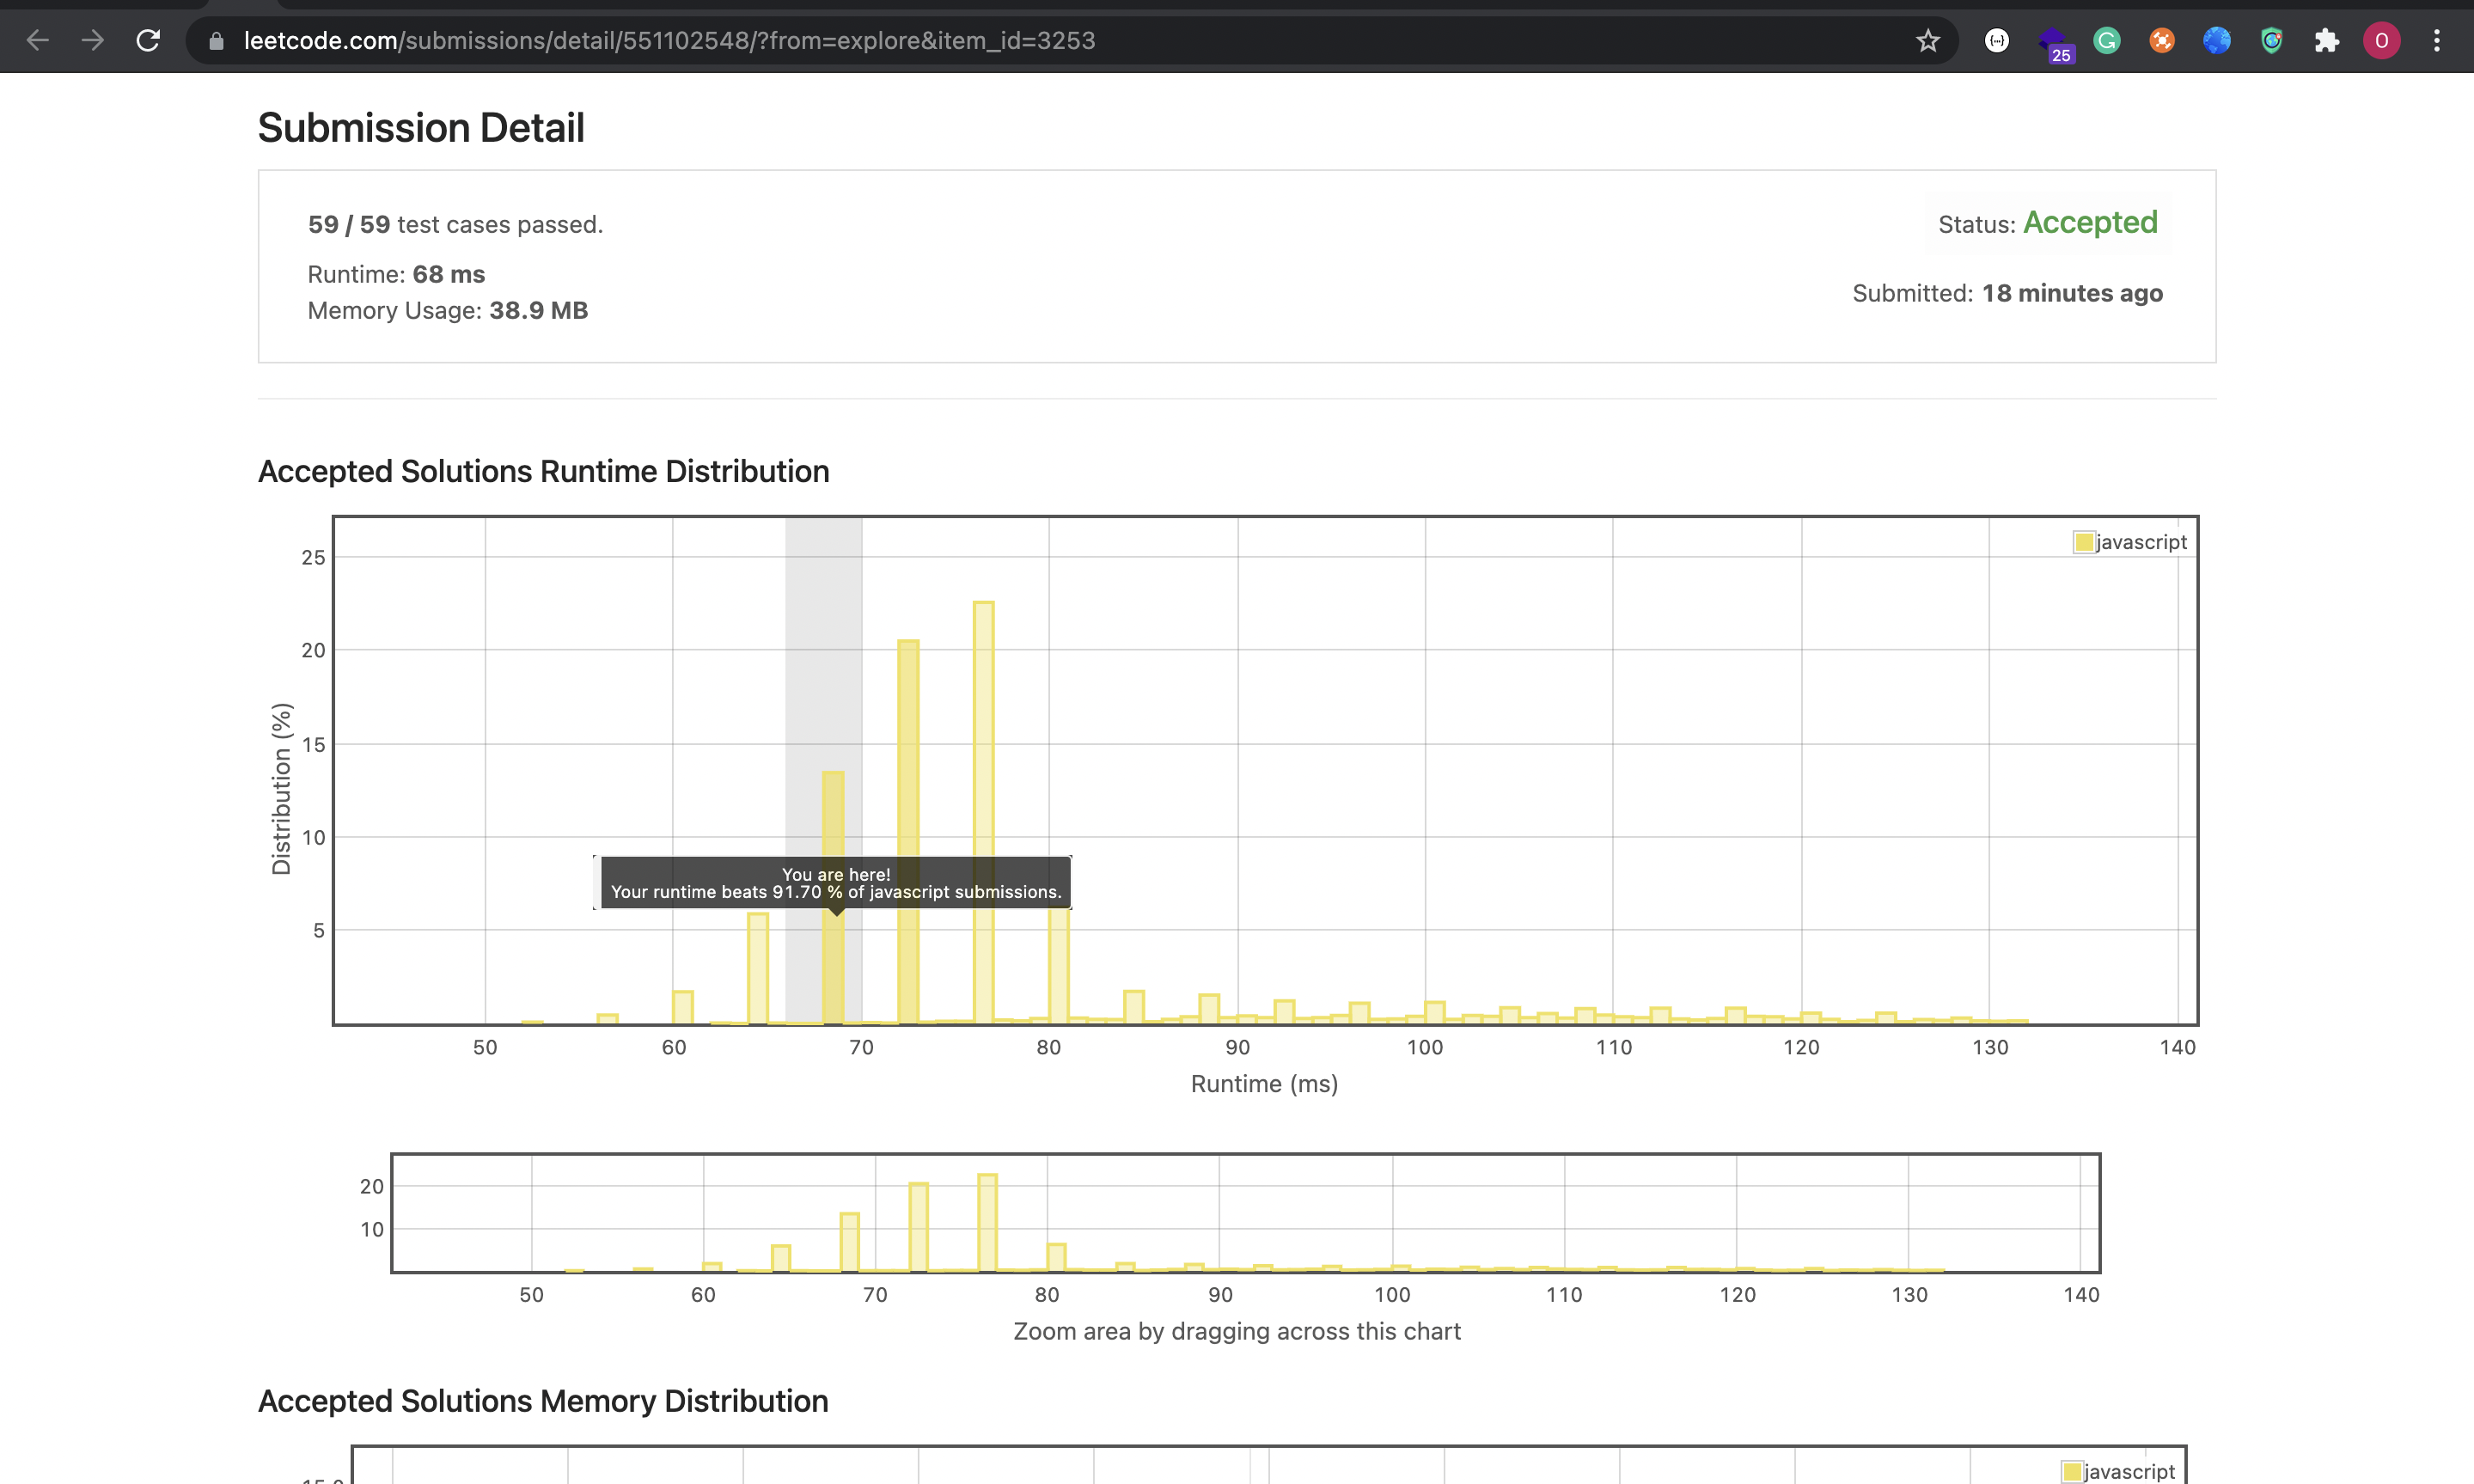 leetcode.com/submissions/detail/551102548/?from=explore&item_id=3253
25
O
Submission Detail
59 / 59 test cases passed.
Status: Accepted
Runtime: 68 ms
Submitted: 18 minutes ago
Memory Usage: 38.9 MB
Accepted Solutions Runtime Distribution
javascript
25
20
15
10
5
Distribution (%)
You are here!
Your runtime beats 91.70 % of javascript submissions.
50 60 70 80 90 100 110 120 130 140
Runtime (ms)
20
10
50 60 70 80 90 100 110 120 130 140
Zoom area by dragging across this chart
Accepted Solutions Memory Distribution
javascript